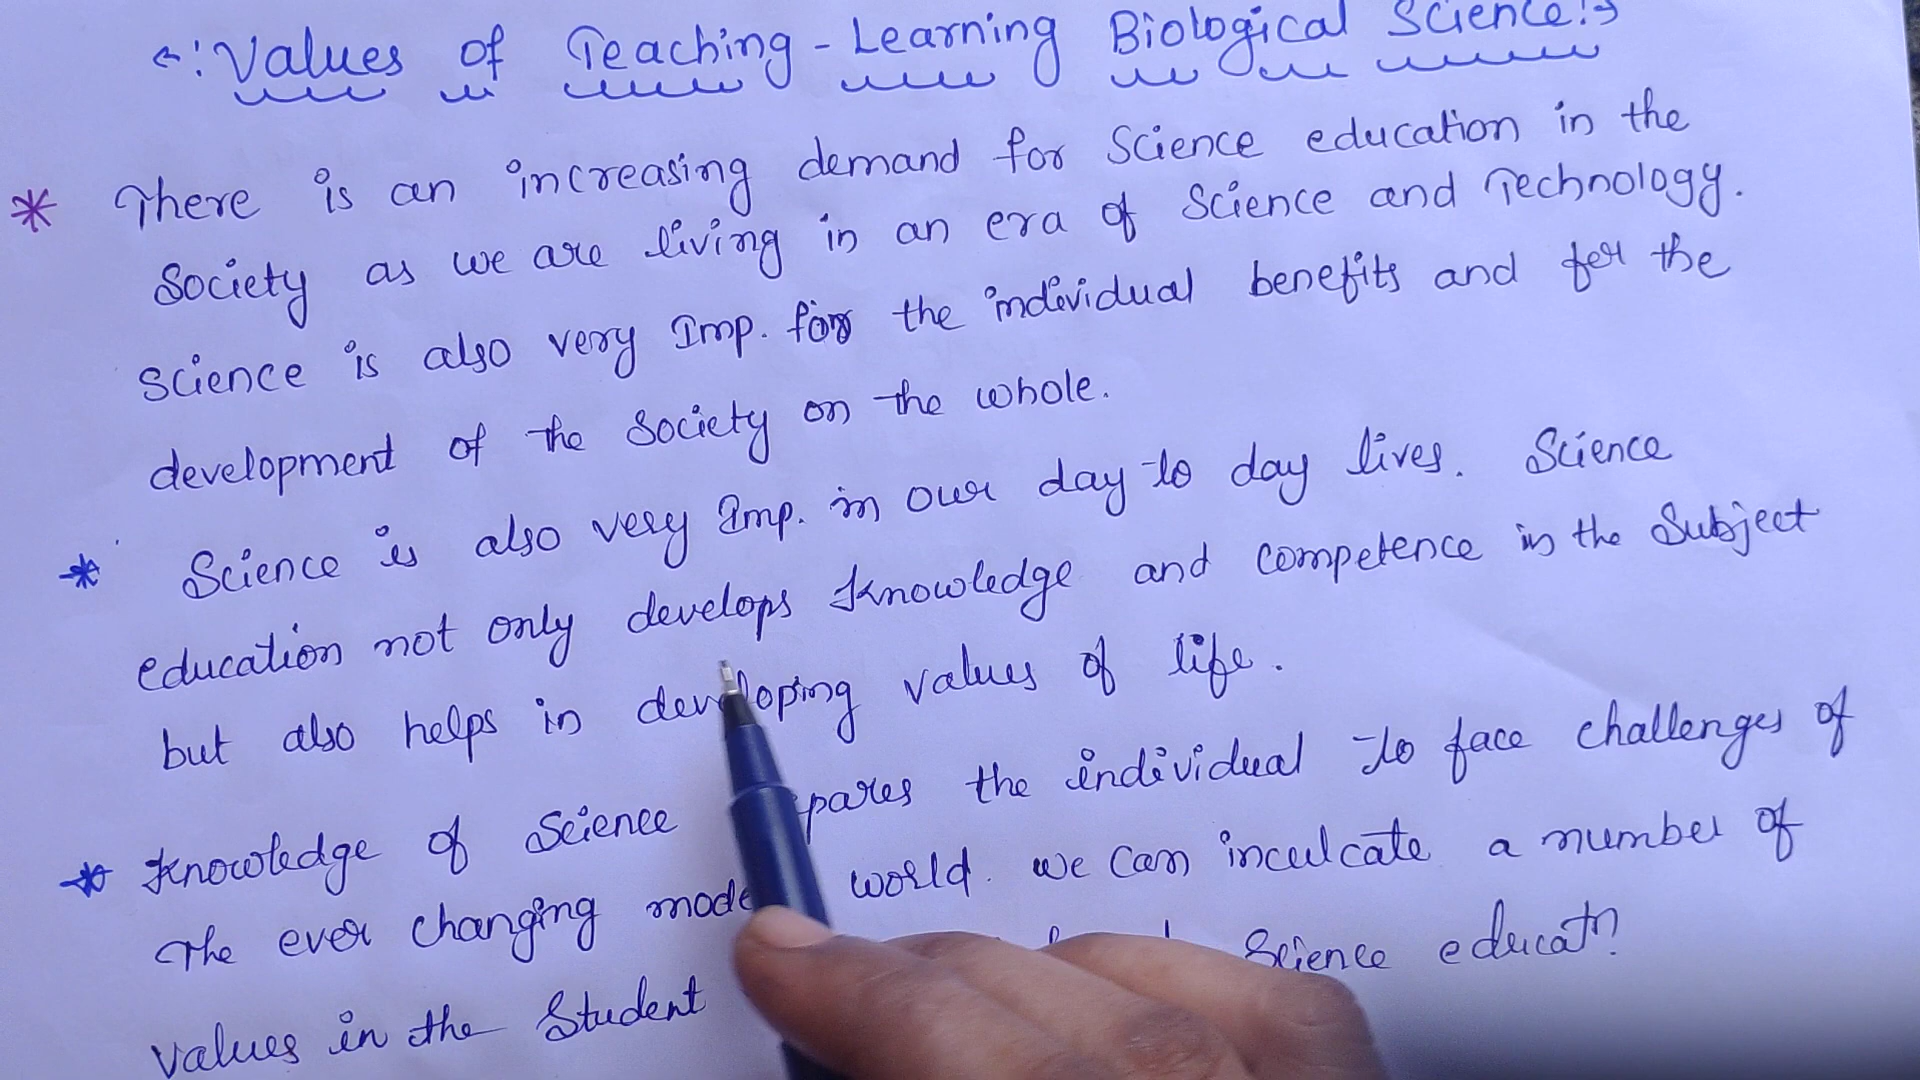 ←: Values of Teaching - Learning Biological Science :→
* There is an increasing demand for Science education in the
Society as we are living in an era of Science and Technology.
Science is also very Imp. for the individual benefits and for the
development of the Society on the whole.
* Science is also very Imp. in our day to day lives. Science
education not only develops knowledge and competence in the Subject
but also helps in developing values of life.
* Knowledge of Science the individual to face challenges of
The ever changing world. we can inculcate a number of
values in the Student Science educatn